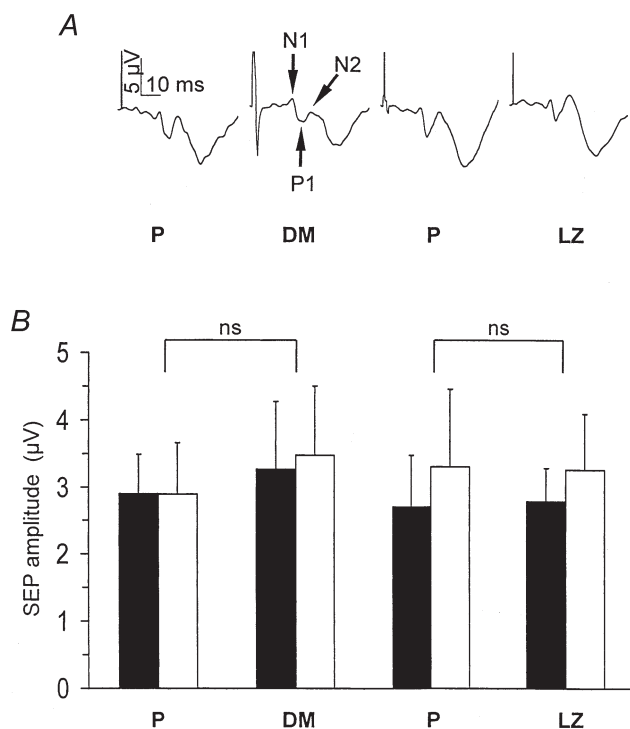 A
5 µV
10 ms
N1
N2
P1
P DM P LZ
B
ns ns
SEP amplitude (µV)
5
4
3
2
1
0
P DM P LZ